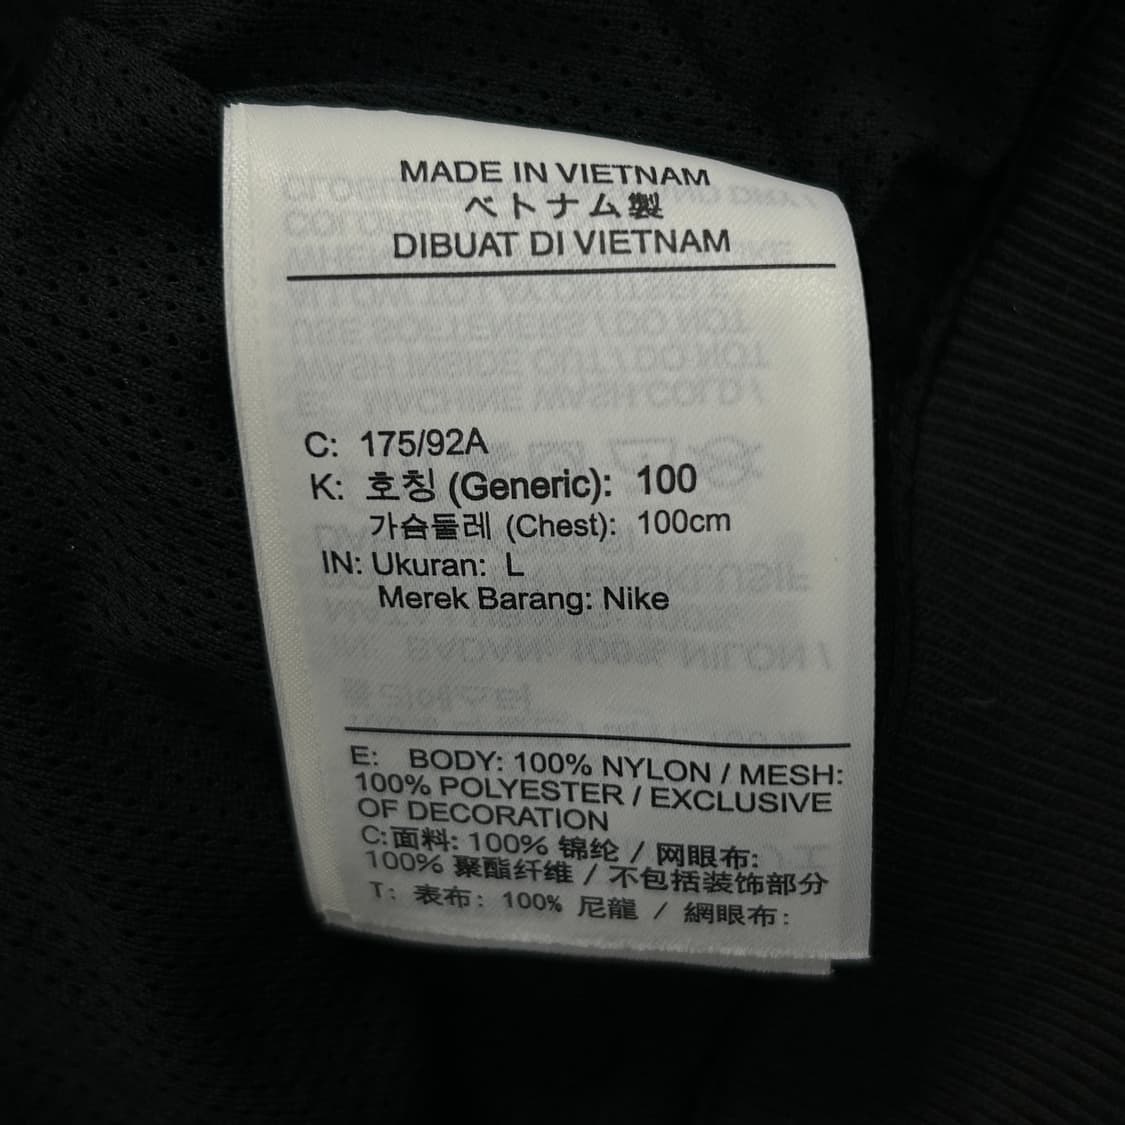 MADE IN VIETNAM
ベトナム製
DIBUAT DI VIETNAM
C: 175/92A
K: 호칭 (Generic): 100
가슴둘레 (Chest): 100cm
IN: Ukuran: L
Merek Barang: Nike
E: BODY: 100% NYLON / MESH:
100% POLYESTER / EXCLUSIVE
OF DECORATION
C:面料: 100% 锦纶 / 网眼布:
100% 聚酯纤维 / 不包括装饰部分
T: 表布: 100% 尼龍 / 網眼布: